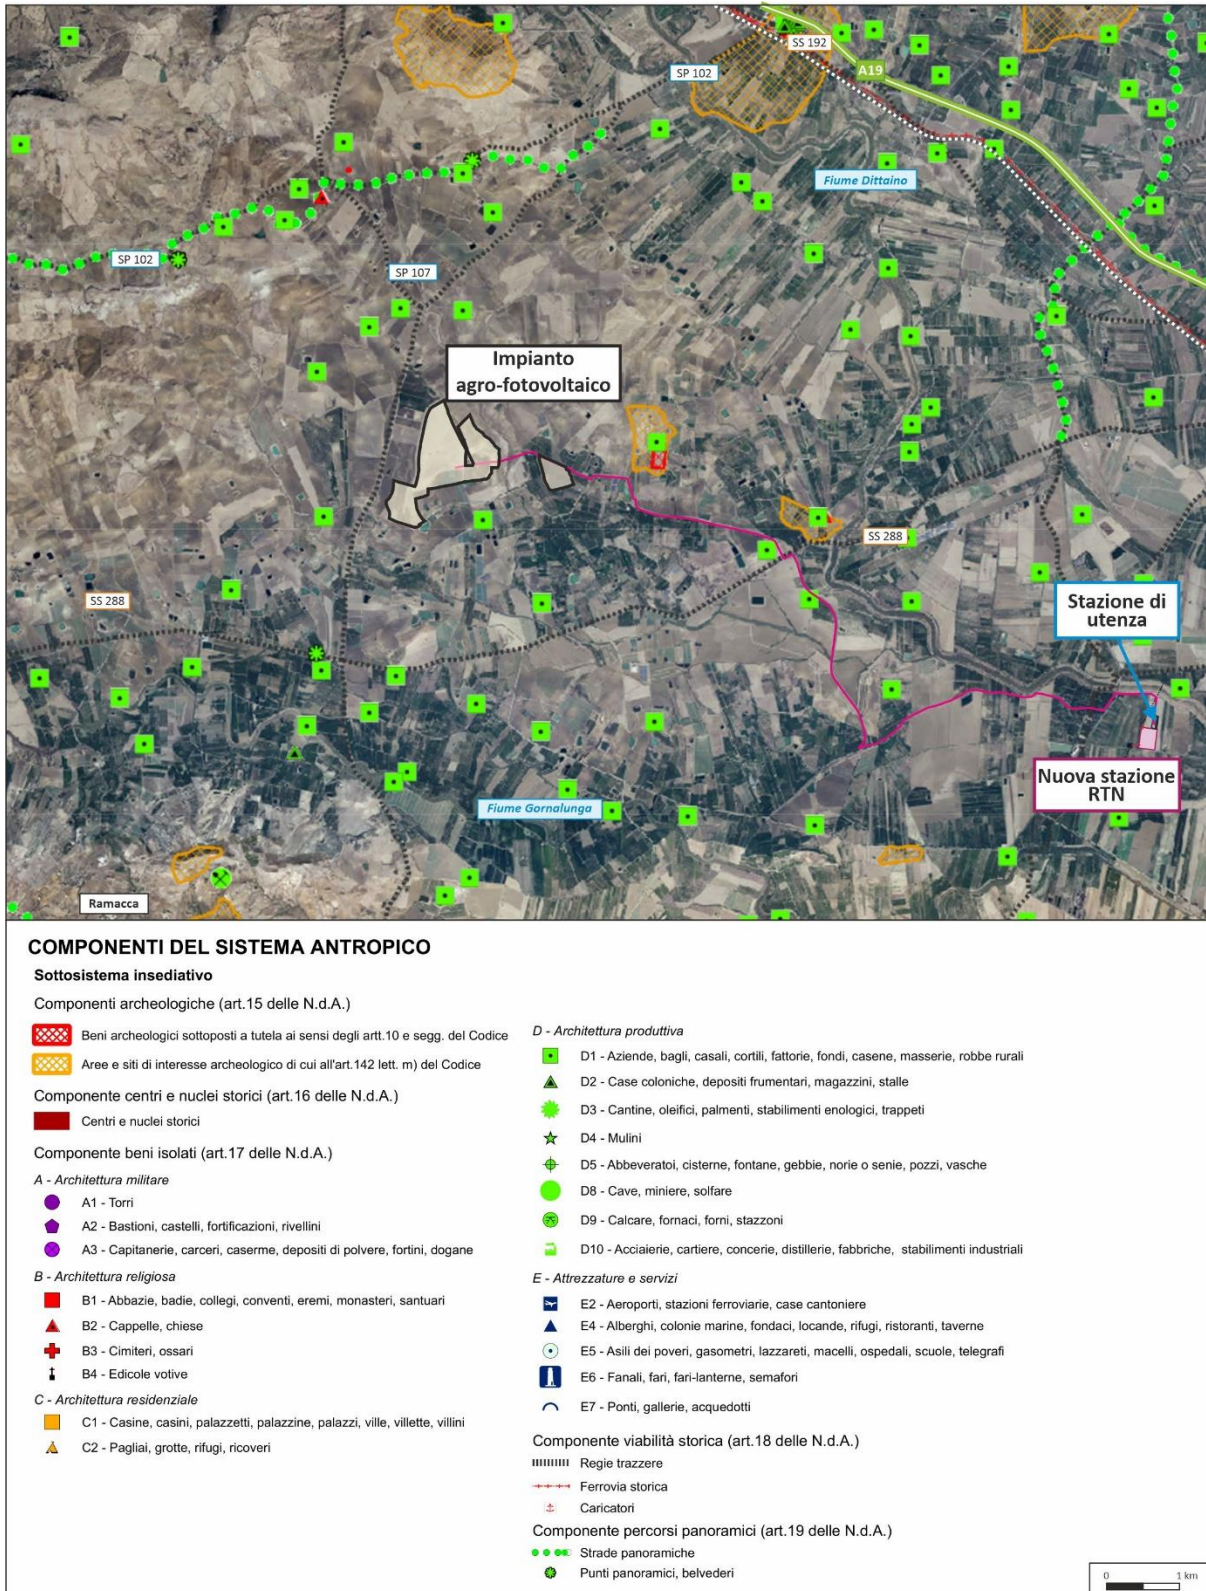 SS 192
A19
SP 102
Fiume Dittaino
SP 102
SP 107
Impianto
agro-fotovoltaico
SS 288
SS 288
Stazione di
utenza
Nuova stazione
RTN
Fiume Gornalunga
Ramacca
COMPONENTI DEL SISTEMA ANTROPICO
Sottosistema insediativo
Componenti archeologiche (art.15 delle N.d.A.)
Beni archeologici sottoposti a tutela ai sensi degli artt.10 e segg. del Codice
Aree e siti di interesse archeologico di cui all'art.142 lett. m) del Codice
Componente centri e nuclei storici (art.16 delle N.d.A.)
Centri e nuclei storici
Componente beni isolati (art.17 delle N.d.A.)
A - Architettura militare
A1 - Torri
A2 - Bastioni, castelli, fortificazioni, rivellini
A3 - Capitanerie, carceri, caserme, depositi di polvere, fortini, dogane
B - Architettura religiosa
B1 - Abbazie, badie, collegi, conventi, eremi, monasteri, santuari
B2 - Cappelle, chiese
B3 - Cimiteri, ossari
B4 - Edicole votive
C - Architettura residenziale
C1 - Casine, casini, palazzetti, palazzine, palazzi, ville, villette, villini
C2 - Pagliai, grotte, rifugi, ricoveri
D - Architettura produttiva
D1 - Aziende, bagli, casali, cortili, fattorie, fondi, casene, masserie, robbe rurali
D2 - Case coloniche, depositi frumentari, magazzini, stalle
D3 - Cantine, oleifici, palmenti, stabilimenti enologici, trappeti
D4 - Mulini
D5 - Abbeveratoi, cisterne, fontane, gebbie, norie o senie, pozzi, vasche
D8 - Cave, miniere, solfare
D9 - Calcare, fornaci, forni, stazzoni
D10 - Acciaierie, cartiere, concerie, distillerie, fabbriche, stabilimenti industriali
E - Attrezzature e servizi
E2 - Aeroporti, stazioni ferroviarie, case cantoniere
E4 - Alberghi, colonie marine, fondaci, locande, rifugi, ristoranti, taverne
E5 - Asili dei poveri, gasometri, lazzareti, macelli, ospedali, scuole, telegrafi
E6 - Fanali, fari, fari-lanterne, semafori
E7 - Ponti, gallerie, acquedotti
Componente viabilità storica (art.18 delle N.d.A.)
Regie trazzere
Ferrovia storica
Caricatori
Componente percorsi panoramici (art.19 delle N.d.A.)
Strade panoramiche
Punti panoramici, belvederi
0 1 km